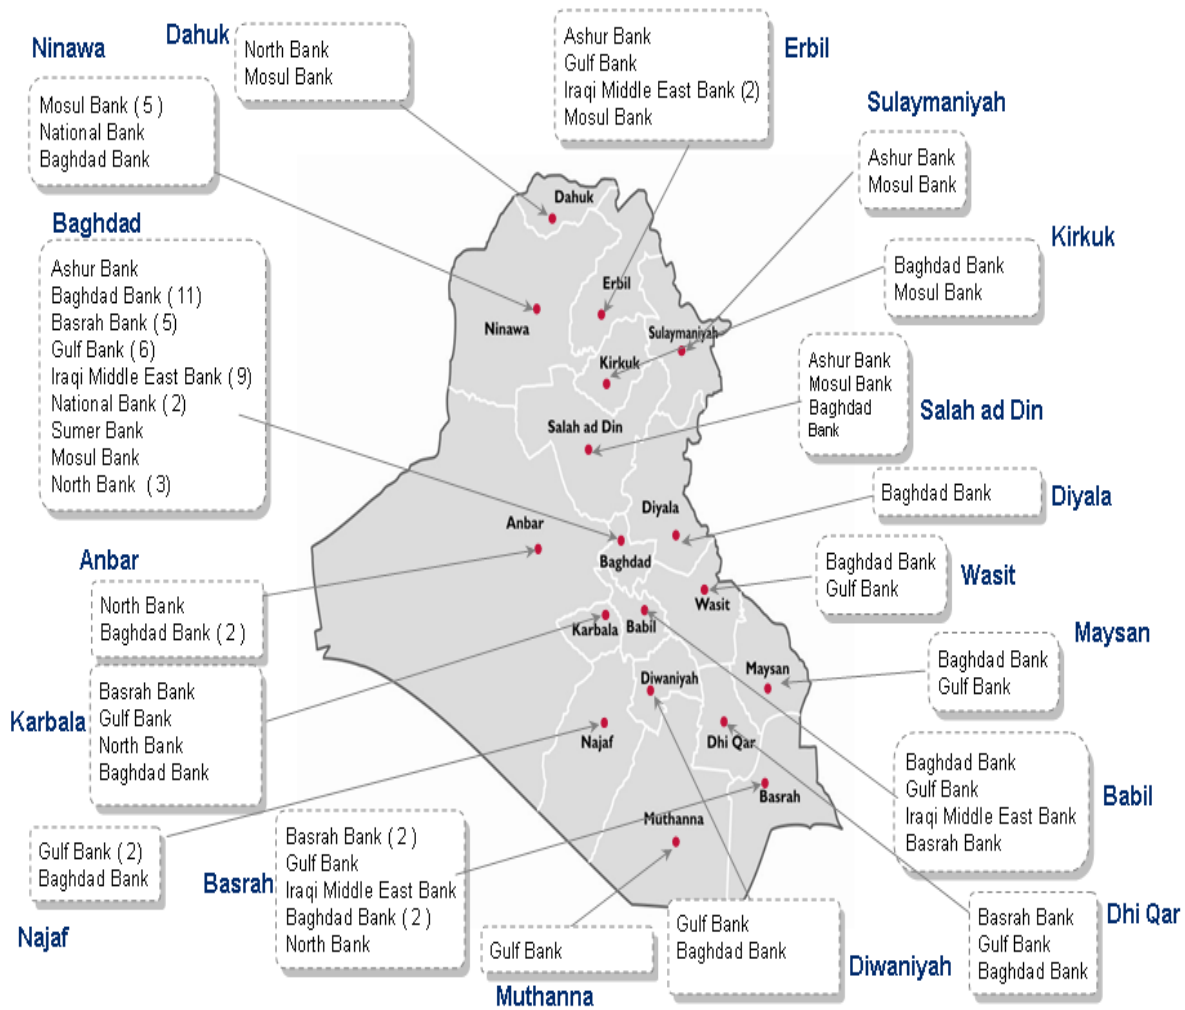 Dahuk
North Bank
Mosul Bank
Ninawa
Mosul Bank ( 5 )
National Bank
Baghdad Bank
Erbil
Ashur Bank
Gulf Bank
Iraqi Middle East Bank (2)
Mosul Bank
Sulaymaniyah
Ashur Bank
Mosul Bank
Kirkuk
Baghdad Bank
Mosul Bank
Baghdad
Ashur Bank
Baghdad Bank ( 11)
Basrah Bank ( 5)
Gulf Bank ( 6)
Iraqi Middle East Bank ( 9)
National Bank ( 2)
Sumer Bank
Mosul Bank
North Bank ( 3)
Salah ad Din
Ashur Bank
Mosul Bank
Baghdad
Bank
Diyala
Baghdad Bank
Wasit
Baghdad Bank
Gulf Bank
Anbar
North Bank
Baghdad Bank ( 2 )
Maysan
Baghdad Bank
Gulf Bank
Karbala
Basrah Bank
Gulf Bank
North Bank
Baghdad Bank
Babil
Baghdad Bank
Gulf Bank
Iraqi Middle East Bank
Basrah Bank
Najaf
Gulf Bank ( 2)
Baghdad Bank
Basrah
Basrah Bank ( 2 )
Gulf Bank
Iraqi Middle East Bank
Baghdad Bank ( 2 )
North Bank
Muthanna
Gulf Bank
Diwaniyah
Gulf Bank
Baghdad Bank
Dhi Qar
Basrah Bank
Gulf Bank
Baghdad Bank
Dahuk
Erbil
Ninawa
Sulaymaniyah
Kirkuk
Salah ad Din
Diyala
Anbar
Baghdad
Wasit
Karbala
Babil
Maysan
Diwaniyah
Najaf
Dhi Qar
Basrah
Muthanna